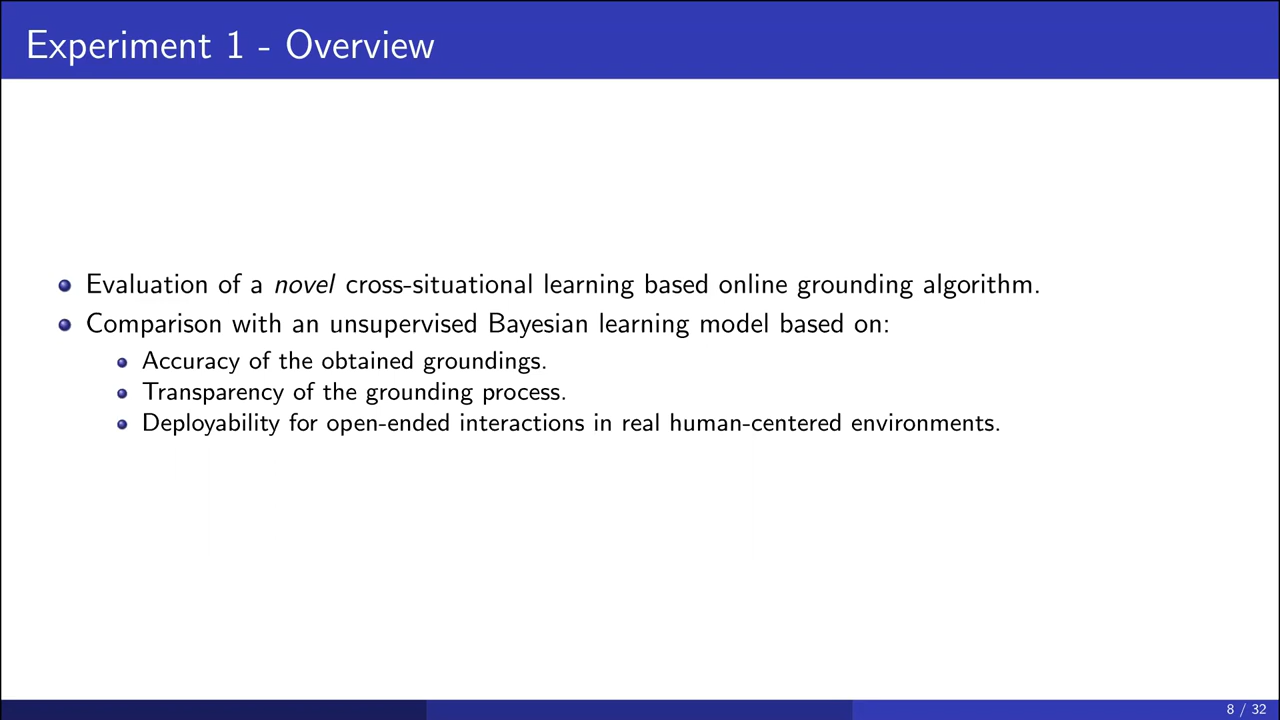 Experiment 1 - Overview
Evaluation of a novel cross-situational learning based online grounding algorithm.
Comparison with an unsupervised Bayesian learning model based on:
Accuracy of the obtained groundings.
Transparency of the grounding process.
Deployability for open-ended interactions in real human-centered environments.
8 / 32